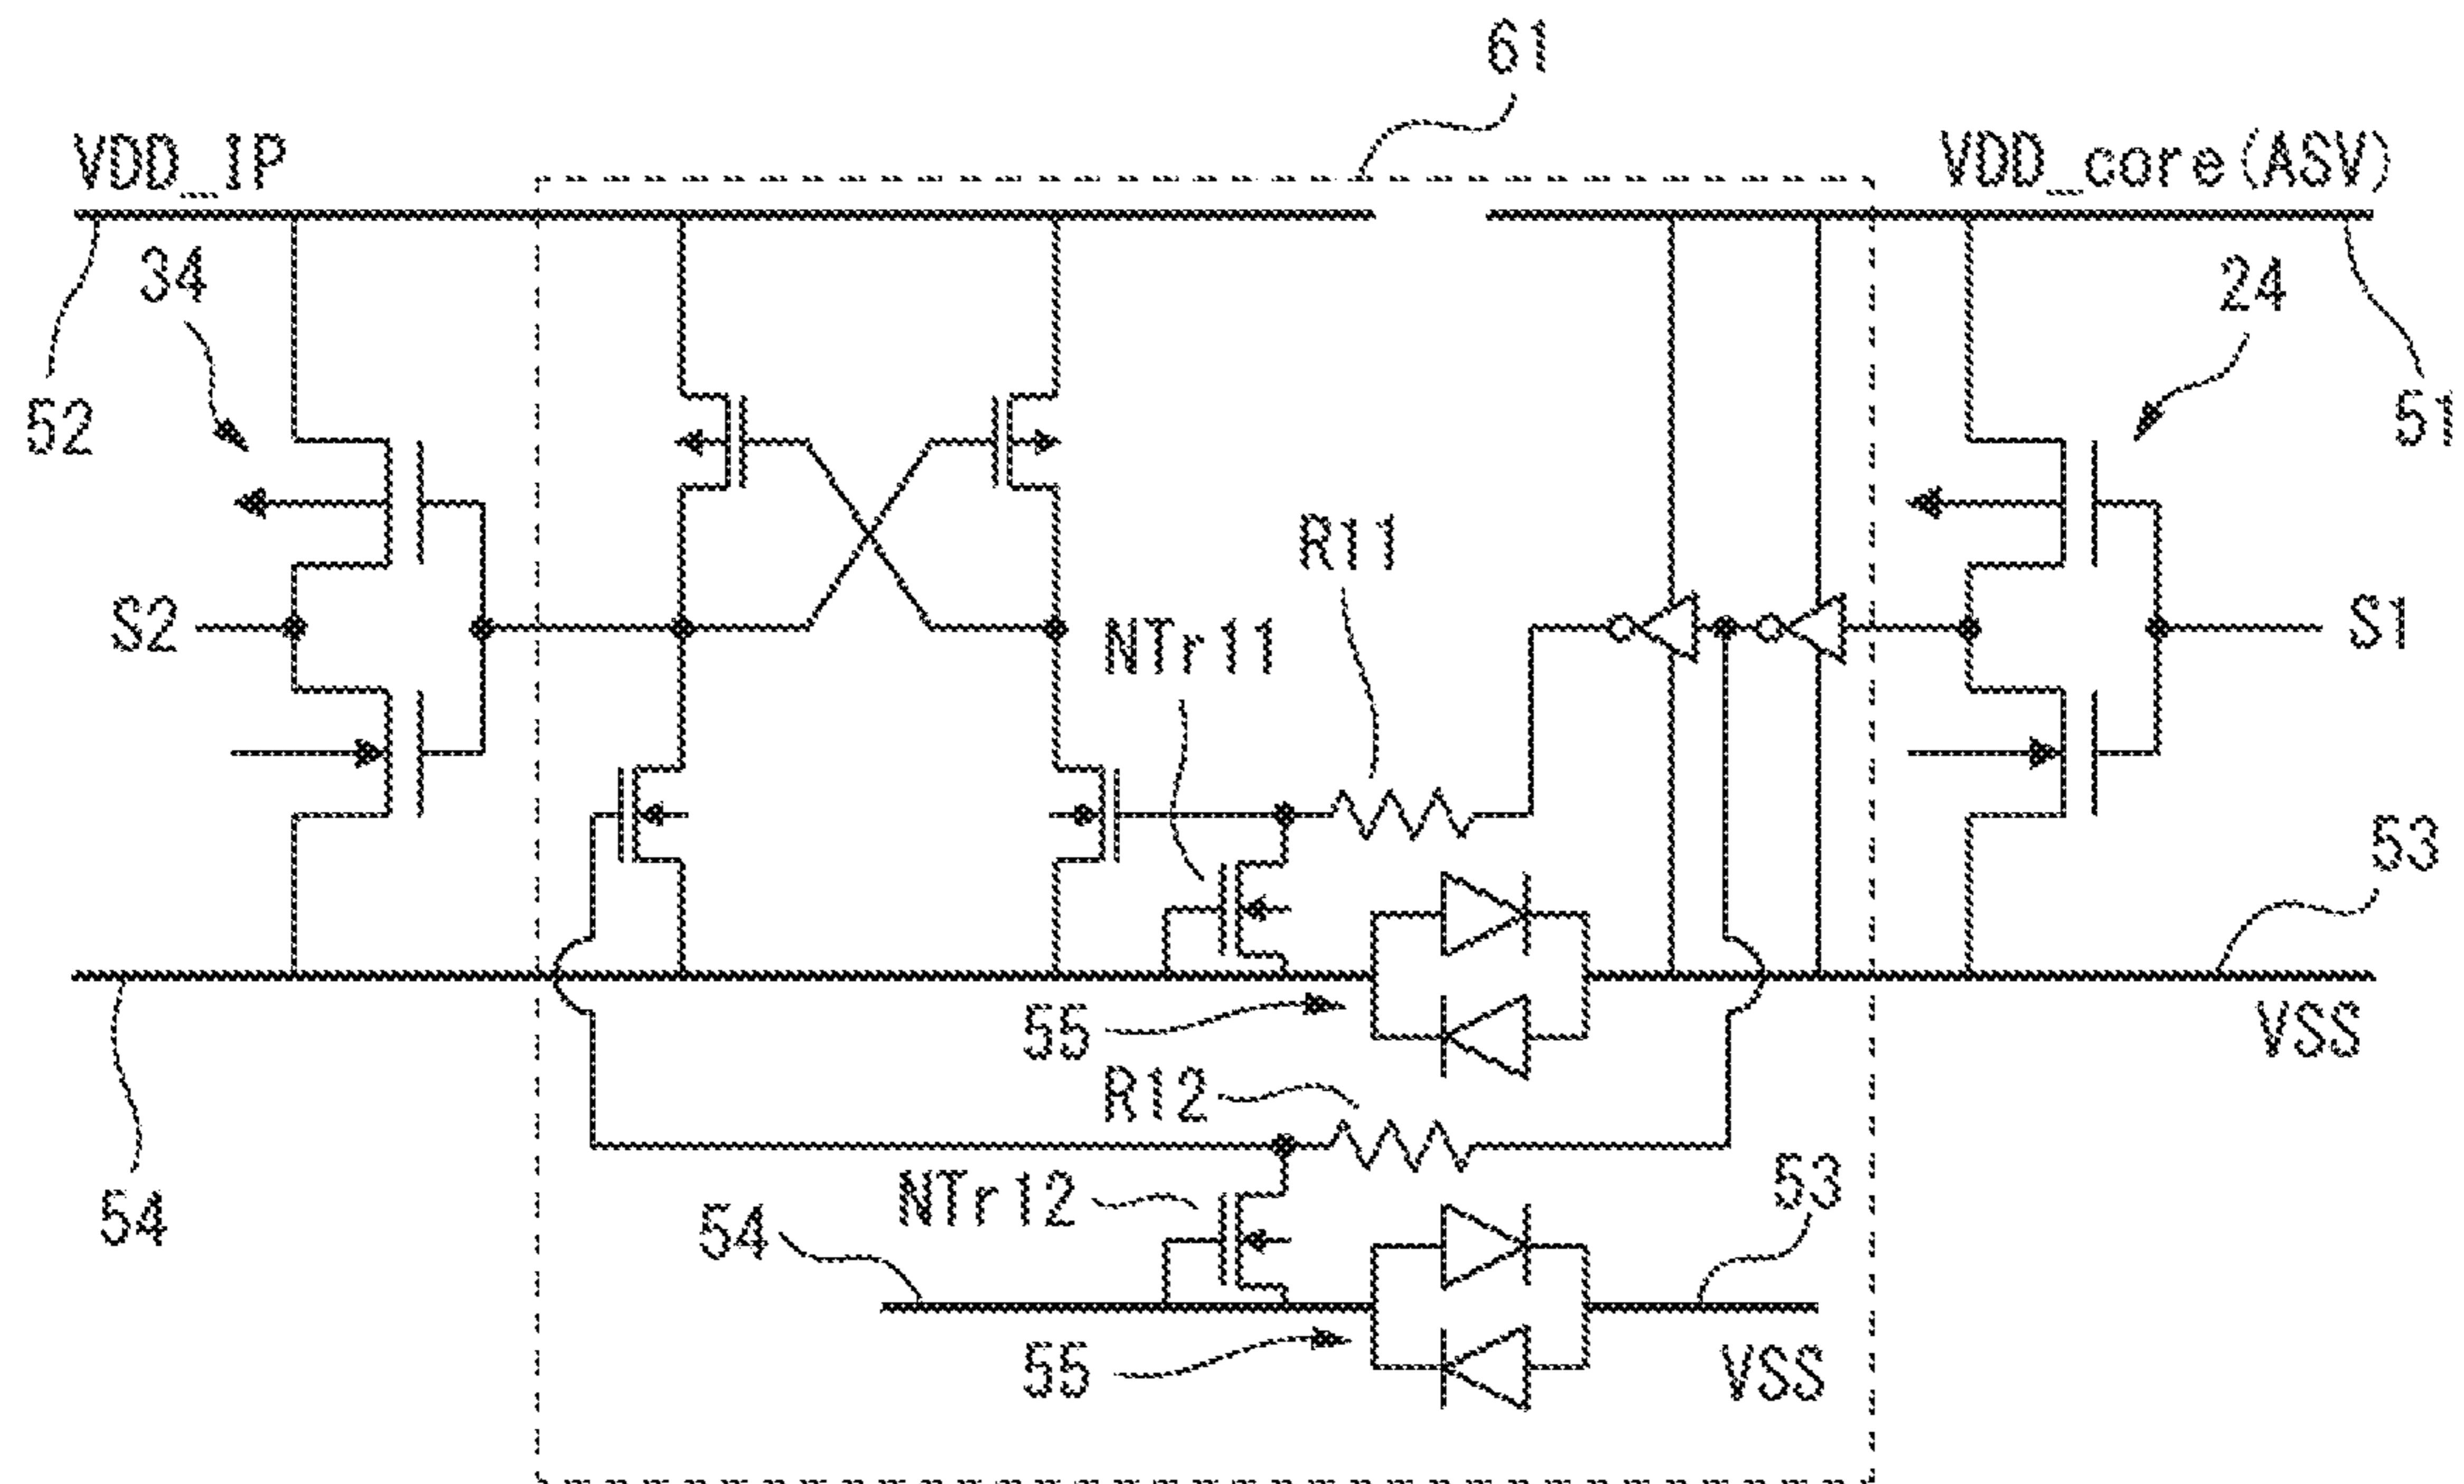 61
VDD_IP
VDD_core(ASV)
34
24
52
51
R11
S2
NTr11
S1
53
55
VSS
R12
54
NTr12
53
54
55
VSS